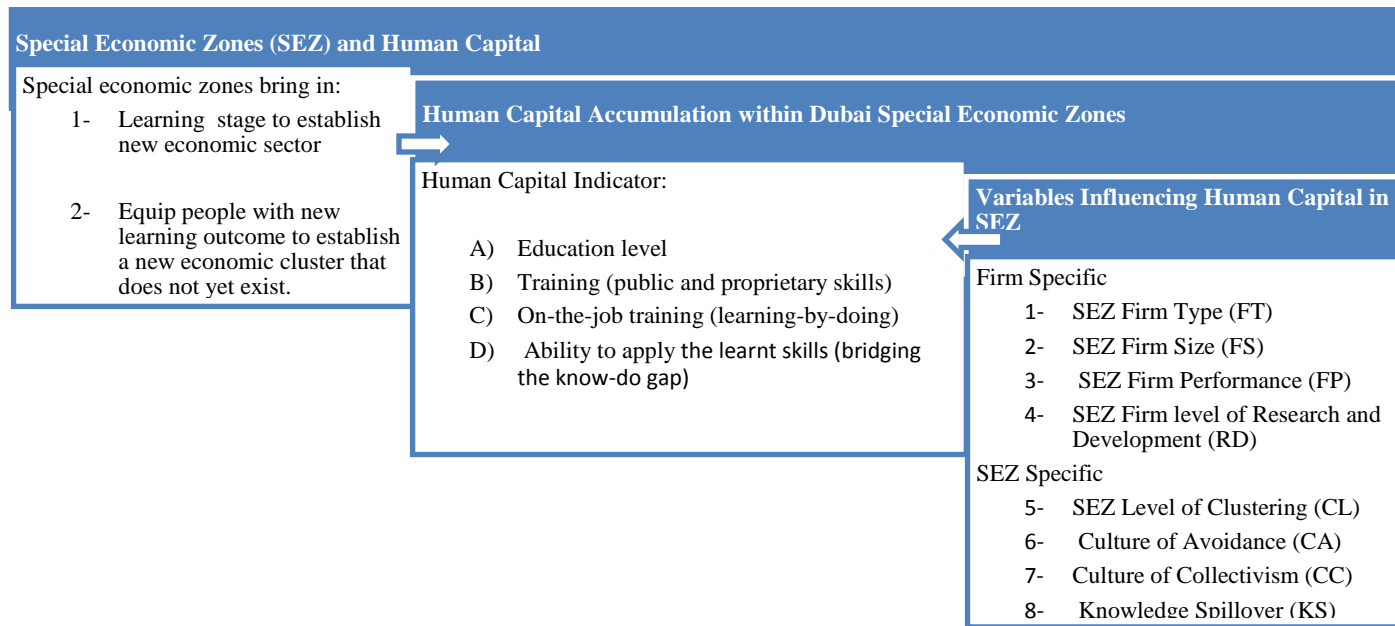 Special Economic Zones (SEZ) and Human Capital
Special economic zones bring in:
1- Learning stage to establish
new economic sector
2- Equip people with new
learning outcome to establish
a new economic cluster that
does not yet exist.
Human Capital Accumulation within Dubai Special Economic Zones
Human Capital Indicator:
A) Education level
B) Training (public and proprietary skills)
C) On-the-job training (learning-by-doing)
D) Ability to apply the learnt skills (bridging
the know-do gap)
Variables Influencing Human Capital in
SEZ
Firm Specific
1- SEZ Firm Type (FT)
2- SEZ Firm Size (FS)
3- SEZ Firm Performance (FP)
4- SEZ Firm level of Research and
Development (RD)
SEZ Specific
5- SEZ Level of Clustering (CL)
6- Culture of Avoidance (CA)
7- Culture of Collectivism (CC)
8- Knowledge Spillover (KS)